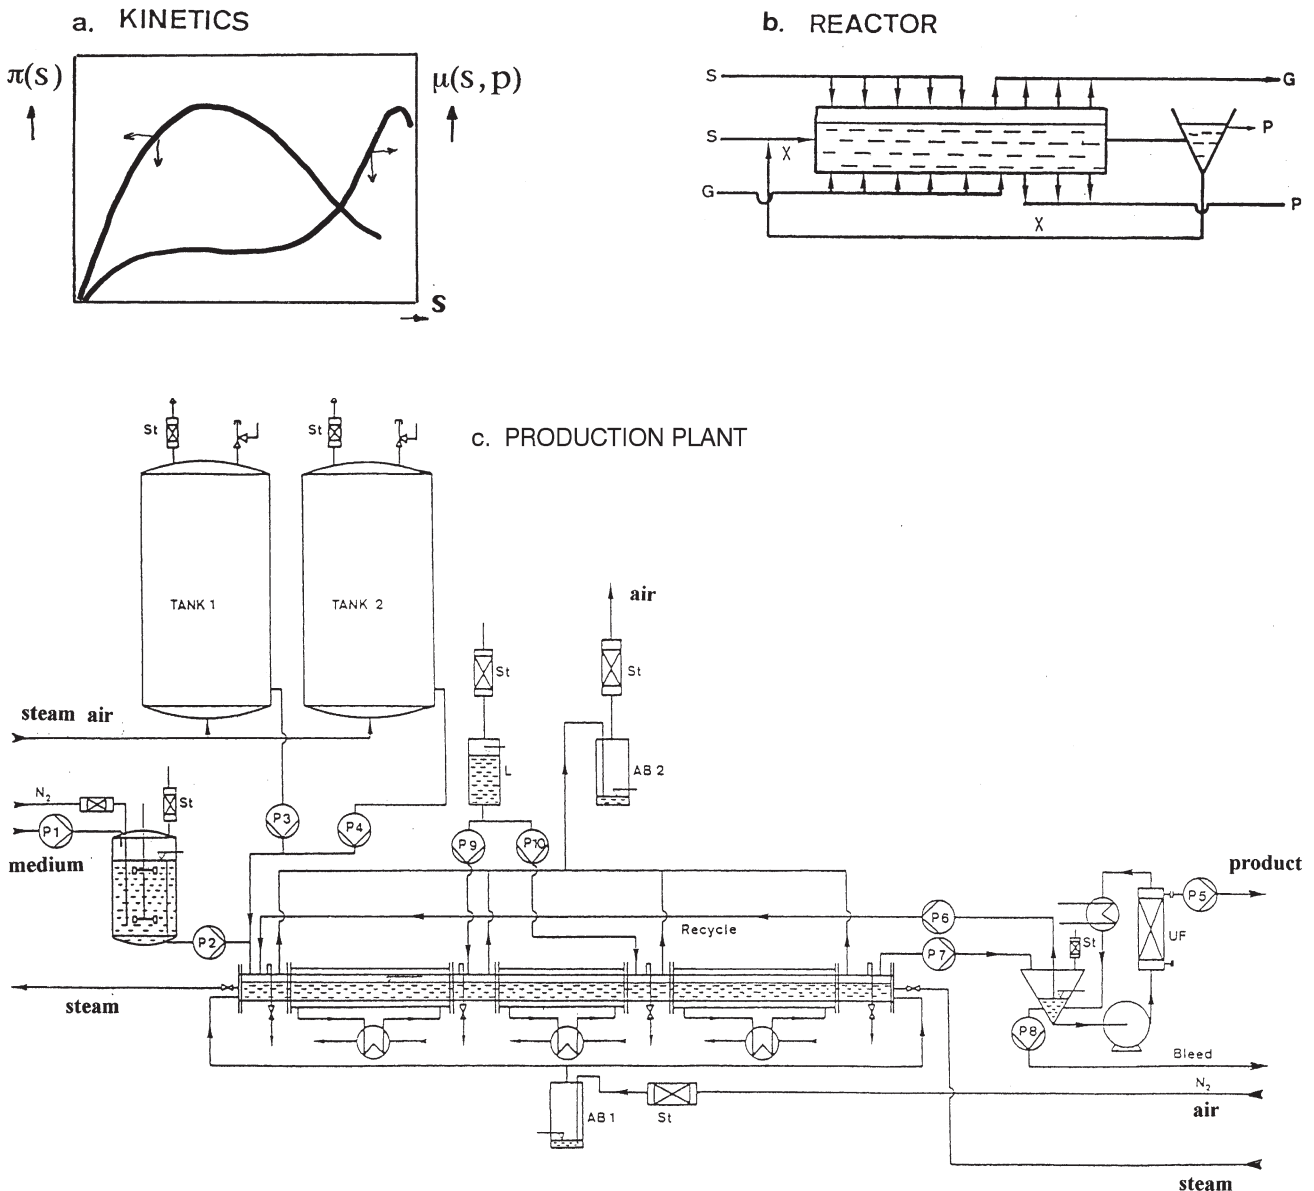 a. KINETICS
π(s)
μ(s,p)
s
b. REACTOR
S
G
S
X
P
G
P
X
c. PRODUCTION PLANT
St
St
TANK 1
TANK 2
air
St
St
steam air
L
AB 2
N₂
St
P1
P3
P4
P9
P10
medium
product
P2
Recycle
P6
P5
P7
St
UF
steam
P8
Bleed
N₂
AB1
St
air
steam